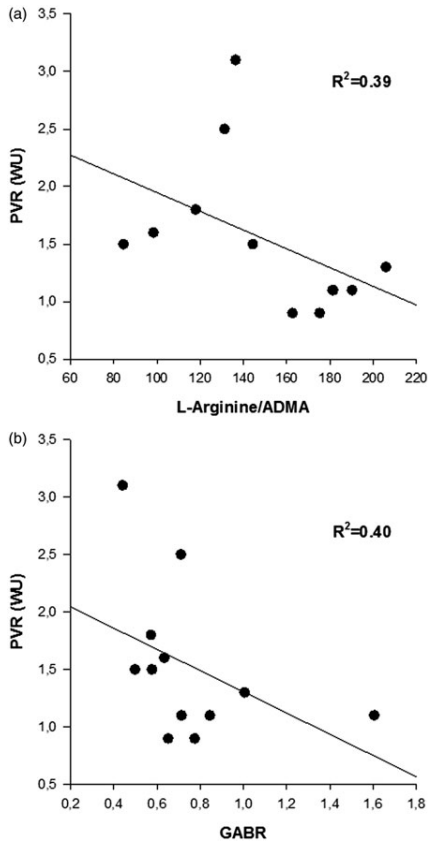 (a)
R²=0.39
PVR (WU)
3,5
3,0
2,5
2,0
1,5
1,0
0,5
60 80 100 120 140 160 180 200 220
L-Arginine/ADMA
(b)
R²=0.40
PVR (WU)
3,5
3,0
2,5
2,0
1,5
1,0
0,5
0,2 0,4 0,6 0,8 1,0 1,2 1,4 1,6 1,8
GABR